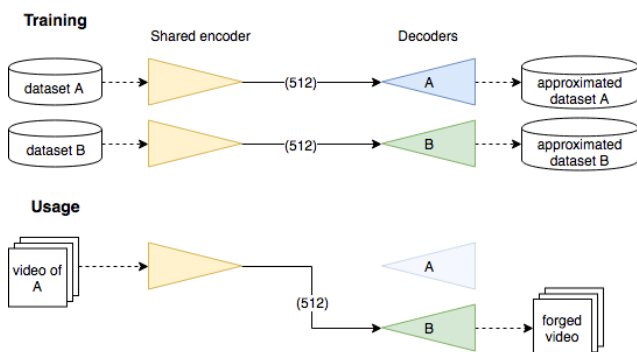 Training
Shared encoder
Decoders
dataset A
(512)
A
approximated
dataset A
dataset B
(512)
B
approximated
dataset B
Usage
video of
A
A
(512)
B
forged
video